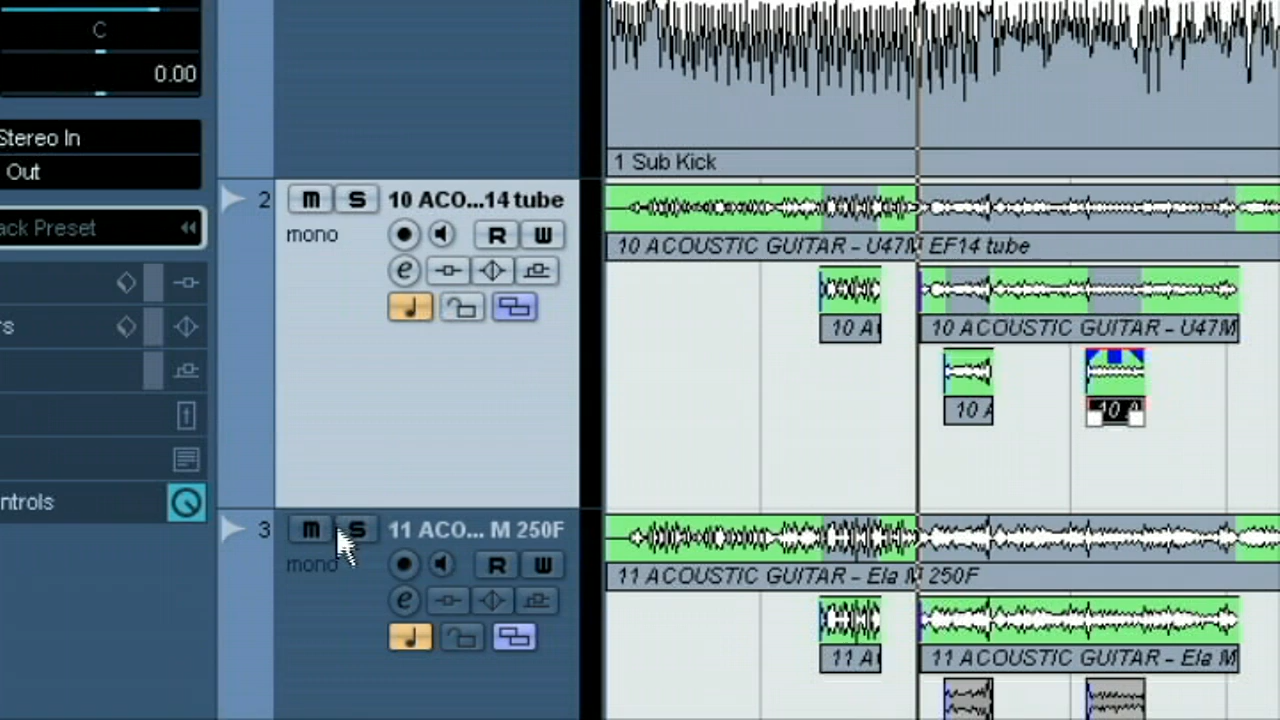 C
0.00
Stereo In
Out
ack Preset
s
ntrols
1 Sub Kick
2 m S 10 ACO...14 tube
mono
R W
e
10 ACOUSTIC GUITAR - U47M EF14 tube
10 A
10 ACOUSTIC GUITAR - U47M
10 A
10 A
3 m S 11 ACO... M 250F
mono
R W
e
11 ACOUSTIC GUITAR - Ela M 250F
11 A
11 ACOUSTIC GUITAR - Ela M